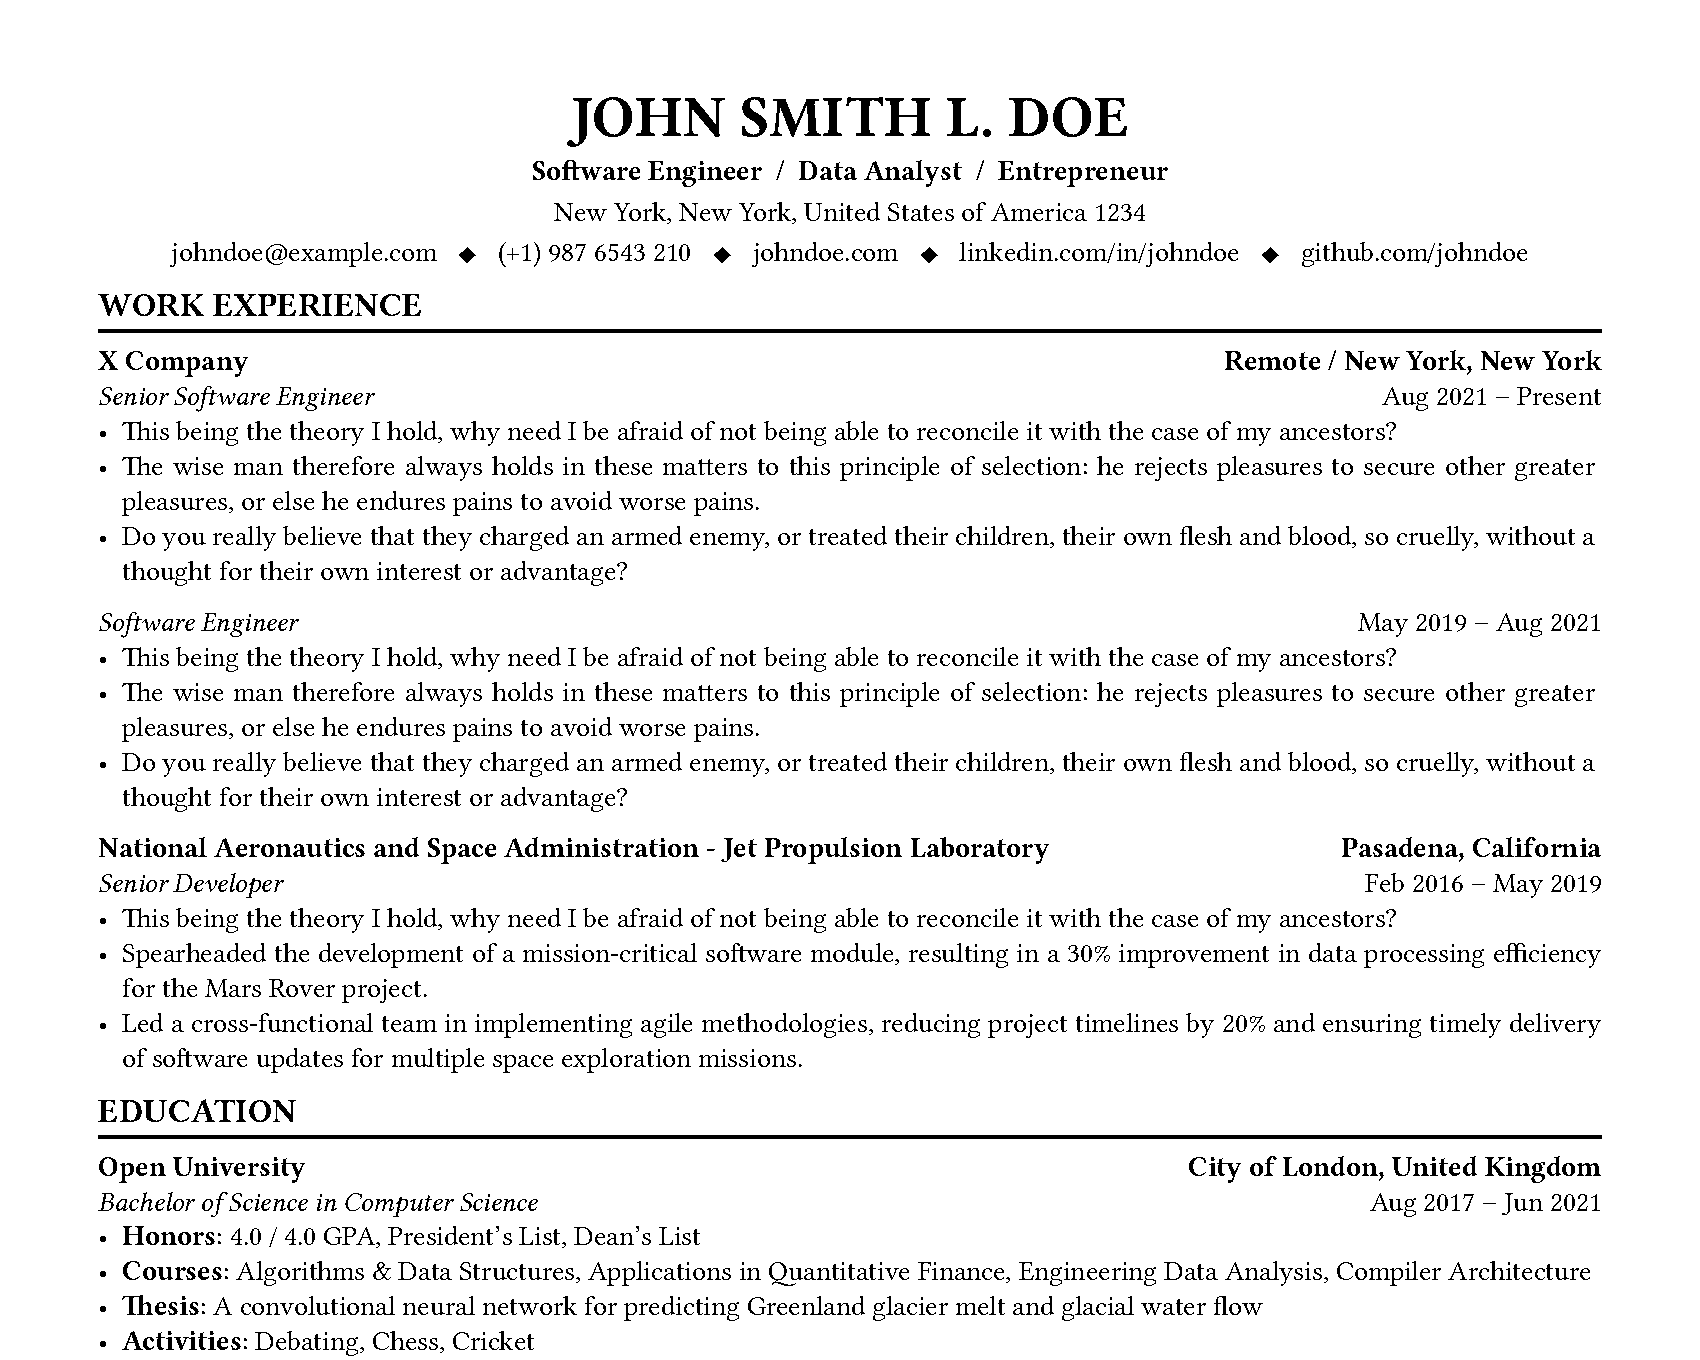 JOHN SMITH L. DOE
Software Engineer / Data Analyst / Entrepreneur
New York, New York, United States of America 1234
johndoe@example.com ◆ (+1) 987 6543 210 ◆ johndoe.com ◆ linkedin.com/in/johndoe ◆ github.com/johndoe
WORK EXPERIENCE
X Company Remote / New York, New York
Senior Software Engineer Aug 2021 – Present
• This being the theory I hold, why need I be afraid of not being able to reconcile it with the case of my ancestors?
• The wise man therefore always holds in these matters to this principle of selection: he rejects pleasures to secure other greater
pleasures, or else he endures pains to avoid worse pains.
• Do you really believe that they charged an armed enemy, or treated their children, their own flesh and blood, so cruelly, without a
thought for their own interest or advantage?
Software Engineer May 2019 – Aug 2021
• This being the theory I hold, why need I be afraid of not being able to reconcile it with the case of my ancestors?
• The wise man therefore always holds in these matters to this principle of selection: he rejects pleasures to secure other greater
pleasures, or else he endures pains to avoid worse pains.
• Do you really believe that they charged an armed enemy, or treated their children, their own flesh and blood, so cruelly, without a
thought for their own interest or advantage?
National Aeronautics and Space Administration - Jet Propulsion Laboratory Pasadena, California
Senior Developer Feb 2016 – May 2019
• This being the theory I hold, why need I be afraid of not being able to reconcile it with the case of my ancestors?
• Spearheaded the development of a mission-critical software module, resulting in a 30% improvement in data processing efficiency
for the Mars Rover project.
• Led a cross-functional team in implementing agile methodologies, reducing project timelines by 20% and ensuring timely delivery
of software updates for multiple space exploration missions.
EDUCATION
Open University City of London, United Kingdom
Bachelor of Science in Computer Science Aug 2017 – Jun 2021
• Honors: 4.0 / 4.0 GPA, President’s List, Dean’s List
• Courses: Algorithms & Data Structures, Applications in Quantitative Finance, Engineering Data Analysis, Compiler Architecture
• Thesis: A convolutional neural network for predicting Greenland glacier melt and glacial water flow
• Activities: Debating, Chess, Cricket